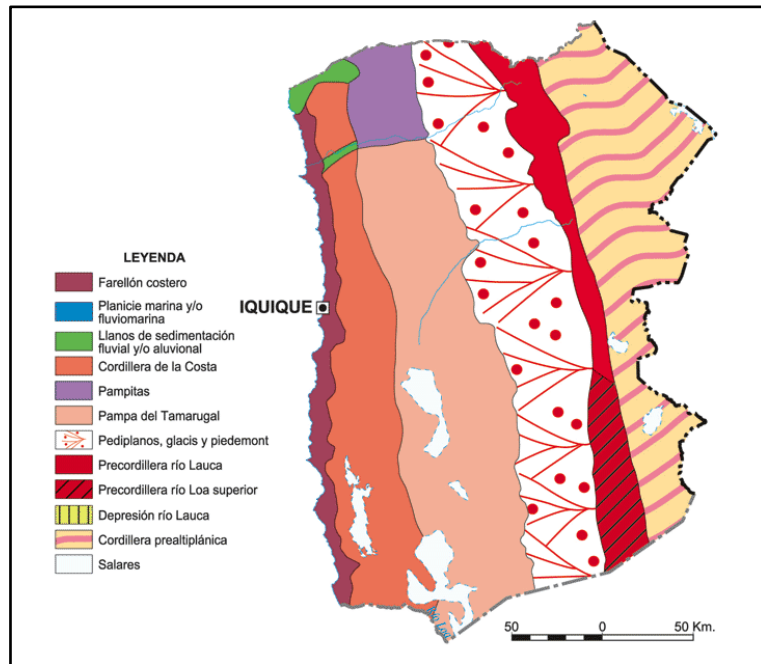 LEYENDA
Farellón costero
Planicie marina y/o
fluviomarina
Llanos de sedimentación
fluvial y/o aluvional
Cordillera de la Costa
Pampitas
Pampa del Tamarugal
Pediplanos, glacis y piedemont
Precordillera río Lauca
Precordillera río Loa superior
Depresión río Lauca
Cordillera prealtiplánica
Salares
IQUIQUE
50 0 50 Km.